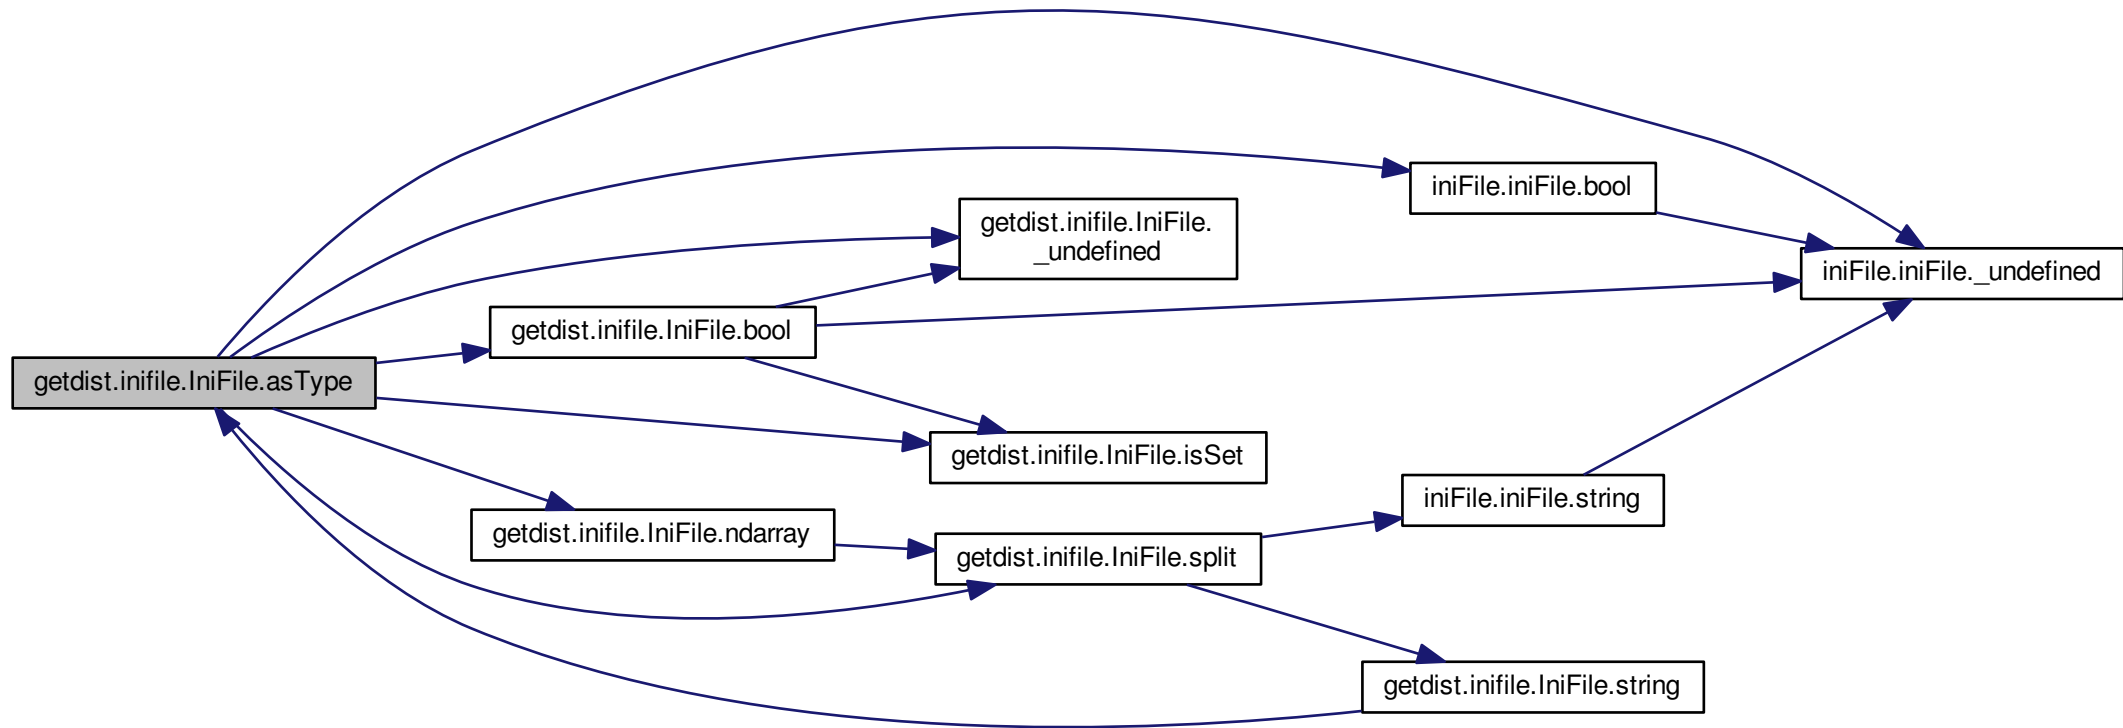 iniFile.iniFile.bool
getdist.inifile.IniFile.
_undefined
iniFile.iniFile._undefined
getdist.inifile.IniFile.bool
getdist.inifile.IniFile.asType
getdist.inifile.IniFile.isSet
iniFile.iniFile.string
getdist.inifile.IniFile.ndarray
getdist.inifile.IniFile.split
getdist.inifile.IniFile.string